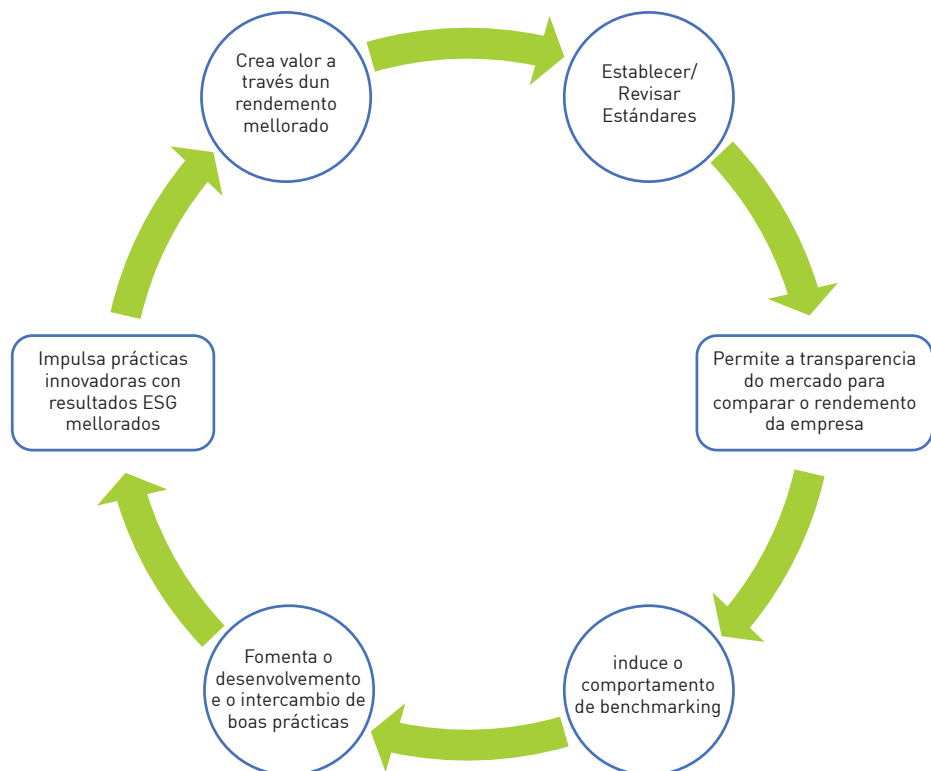 Crea valor a
través dun
rendemento
mellorado
Establecer/
Revisar
Estándares
Impulsa prácticas
innovadoras con
resultados ESG
mellorados
Permite a transparencia
do mercado para
comparar o rendemento
da empresa
Fomenta o
desenvolvemento
e o intercambio de
boas prácticas
induce o
comportamento
de benchmarking